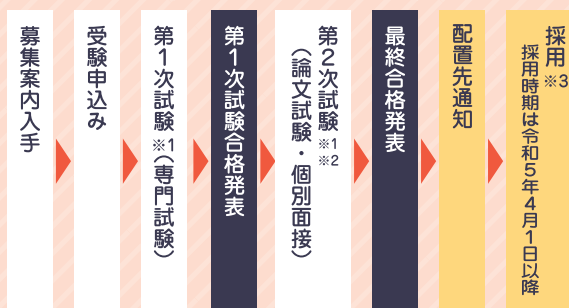 募集案内入手
受験申込み
第1次試験 ※1(専門試験)
第1次試験合格発表
第2次試験 ※1 ※2
(論文試験・個別面接)
最終合格発表
配置先通知
採用 ※3
採用時期は令和5年4月1日以降